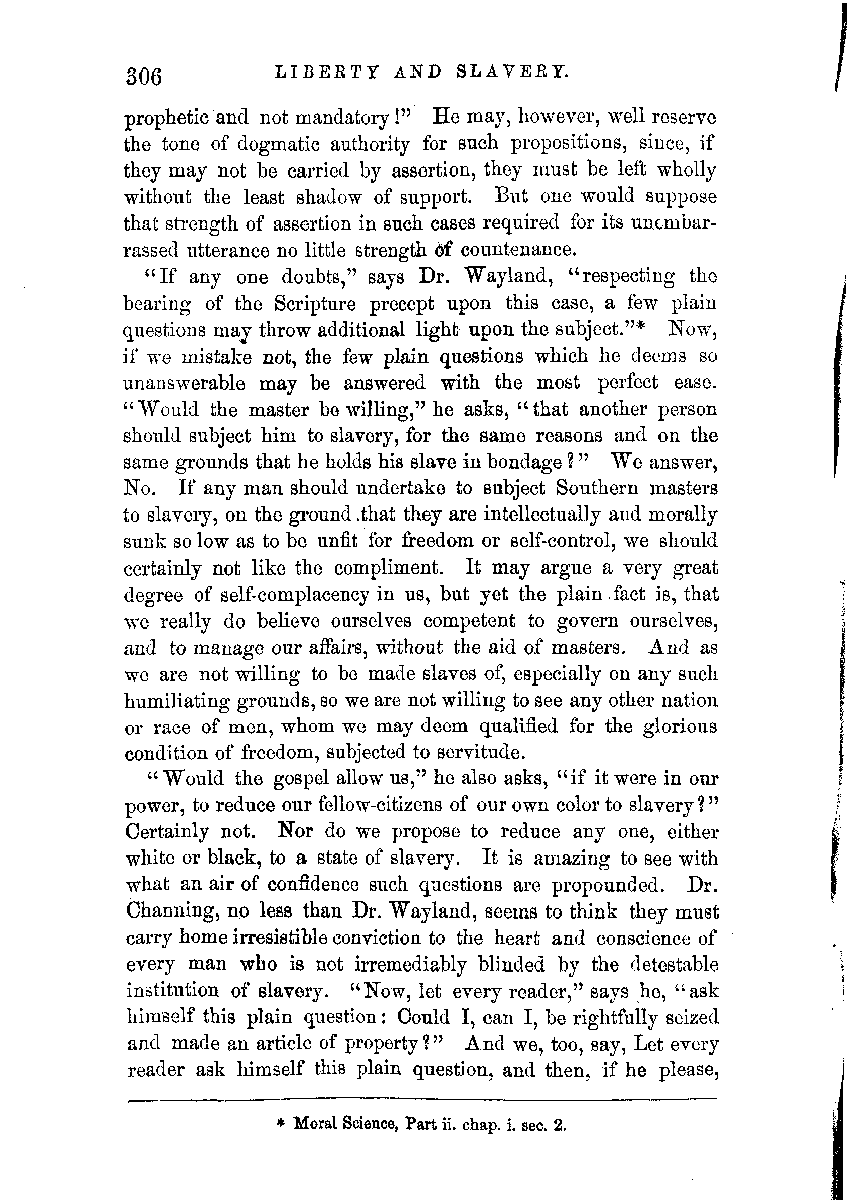 306 LIBERTY AND SLAVERY.
prophetic and not mandatory!” He may, however, well reserve
the tone of dogmatic authority for such propositions, since, if
they may not be carried by assertion, they must be left wholly
without the least shadow of support. But one would suppose
that strength of assertion in such cases required for its unembar-
rassed utterance no little strength of countenance.
“If any one doubts,” says Dr. Wayland, “respecting the
bearing of the Scripture precept upon this case, a few plain
questions may throw additional light upon the subject.”* Now,
if we mistake not, the few plain questions which he deems so
unanswerable may be answered with the most perfect ease.
“Would the master be willing,” he asks, “that another person
should subject him to slavery, for the same reasons and on the
same grounds that he holds his slave in bondage?” We answer,
No. If any man should undertake to subject Southern masters
to slavery, on the ground that they are intellectually and morally
sunk so low as to be unfit for freedom or self-control, we should
certainly not like the compliment. It may argue a very great
degree of self-complacency in us, but yet the plain fact is, that
we really do believe ourselves competent to govern ourselves,
and to manage our affairs, without the aid of masters. And as
we are not willing to be made slaves of, especially on any such
humiliating grounds, so we are not willing to see any other nation
or race of men, whom we may deem qualified for the glorious
condition of freedom, subjected to servitude.
“Would the gospel allow us,” he also asks, “if it were in our
power, to reduce our fellow-citizens of our own color to slavery?”
Certainly not. Nor do we propose to reduce any one, either
white or black, to a state of slavery. It is amazing to see with
what an air of confidence such questions are propounded. Dr.
Channing, no less than Dr. Wayland, seems to think they must
carry home irresistible conviction to the heart and conscience of
every man who is not irremediably blinded by the detestable
institution of slavery. “Now, let every reader,” says he, “ask
himself this plain question: Could I, can I, be rightfully seized
and made an article of property?” And we, too, say, Let every
reader ask himself this plain question, and then, if he please,
* Moral Science, Part ii. chap. i. sec. 2.